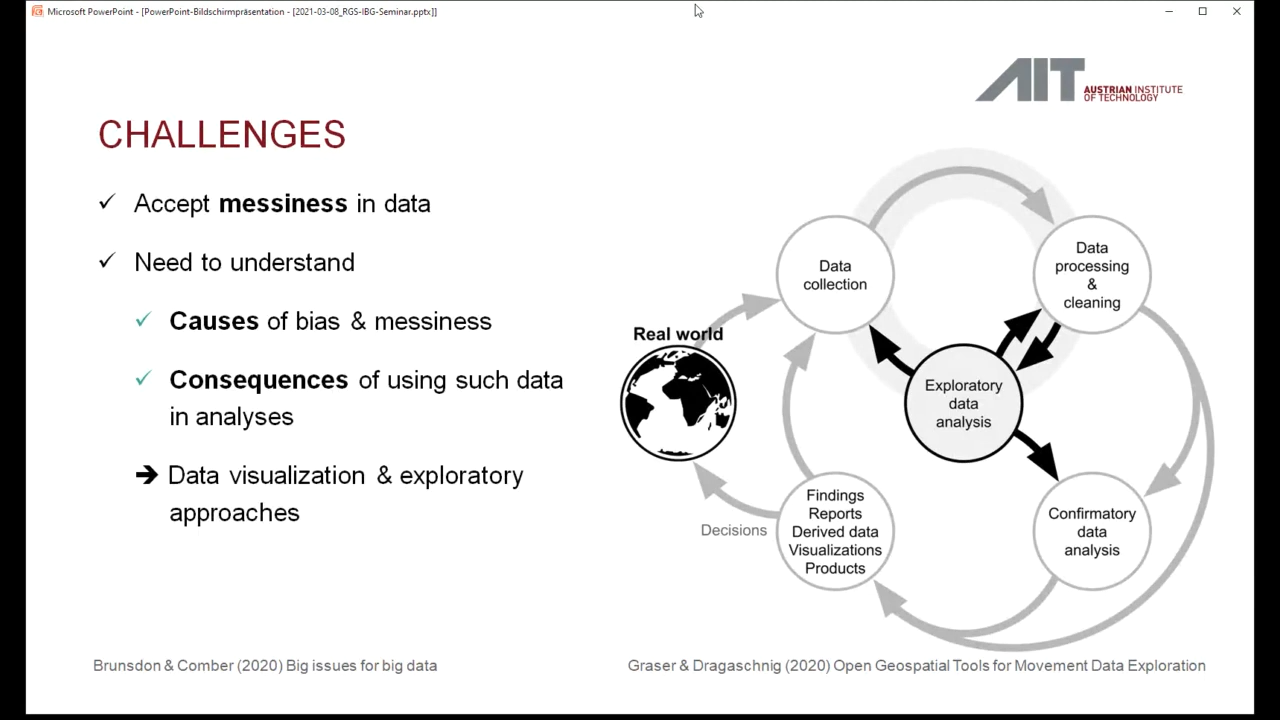 Microsoft PowerPoint - [PowerPoint-Bildschirmpräsentation - [2021-03-08_RGS-IBG-Seminar.pptx]]
AIT AUSTRIAN INSTITUTE
OF TECHNOLOGY
CHALLENGES
Accept messiness in data
Need to understand
Causes of bias & messiness
Consequences of using such data
in analyses
Data visualization & exploratory
approaches
Real world
Data
collection
Data
processing
&
cleaning
Exploratory
data
analysis
Confirmatory
data
analysis
Findings
Reports
Derived data
Visualizations
Products
Decisions
Brunsdon & Comber (2020) Big issues for big data
Graser & Dragaschnig (2020) Open Geospatial Tools for Movement Data Exploration